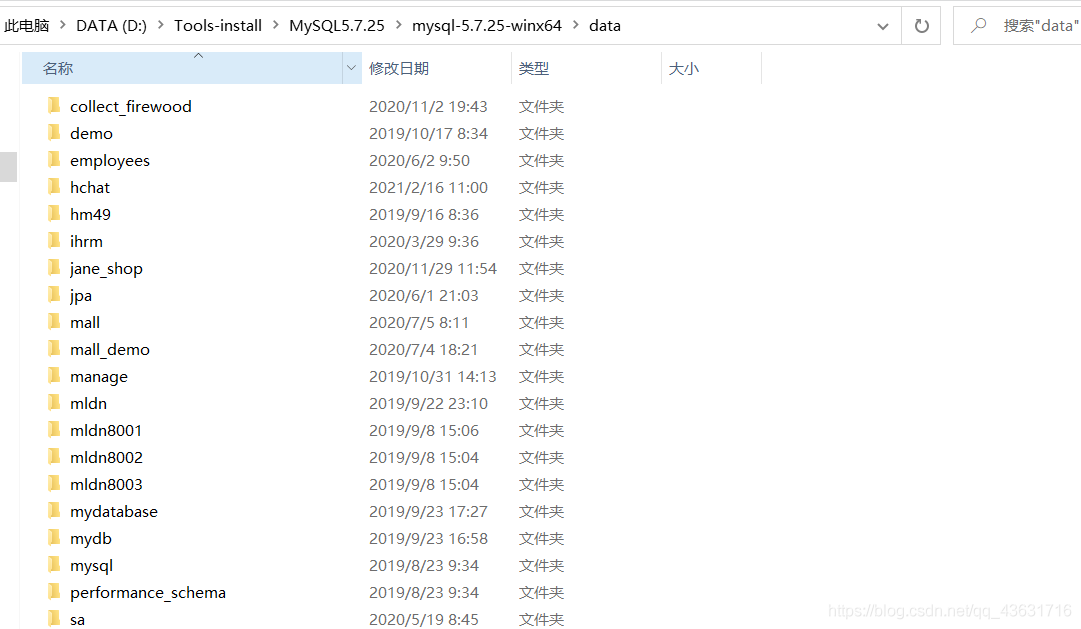 此电脑 > DATA (D:) > Tools-install > MySQL5.7.25 > mysql-5.7.25-winx64 > data 搜索"data"
名称 修改日期 类型 大小
collect_firewood 2020/11/2 19:43 文件夹
demo 2019/10/17 8:34 文件夹
employees 2020/6/2 9:50 文件夹
hchat 2021/2/16 11:00 文件夹
hm49 2019/9/16 8:36 文件夹
ihrm 2020/3/29 9:36 文件夹
jane_shop 2020/11/29 11:54 文件夹
jpa 2020/6/1 21:03 文件夹
mall 2020/7/5 8:11 文件夹
mall_demo 2020/7/4 18:21 文件夹
manage 2019/10/31 14:13 文件夹
mldn 2019/9/22 23:10 文件夹
mldn8001 2019/9/8 15:06 文件夹
mldn8002 2019/9/8 15:04 文件夹
mldn8003 2019/9/8 15:04 文件夹
mydatabase 2019/9/23 17:27 文件夹
mydb 2019/9/23 16:58 文件夹
mysql 2019/8/23 9:34 文件夹
performance_schema 2019/8/23 9:34 文件夹
sa 2020/5/19 8:45 文件夹
https://blog.csdn.net/qq_43631716